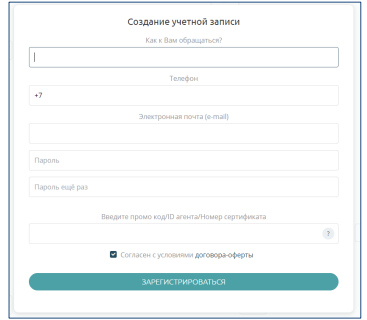 Создание учетной записи
Как к Вам обращаться?
Телефон
+7
Электронная почта (e-mail)
Пароль
Пароль ещё раз
Введите промо код/ID агента/Номер сертификата
?
Согласен с условиями договора-оферты
ЗАРЕГИСТРИРОВАТЬСЯ